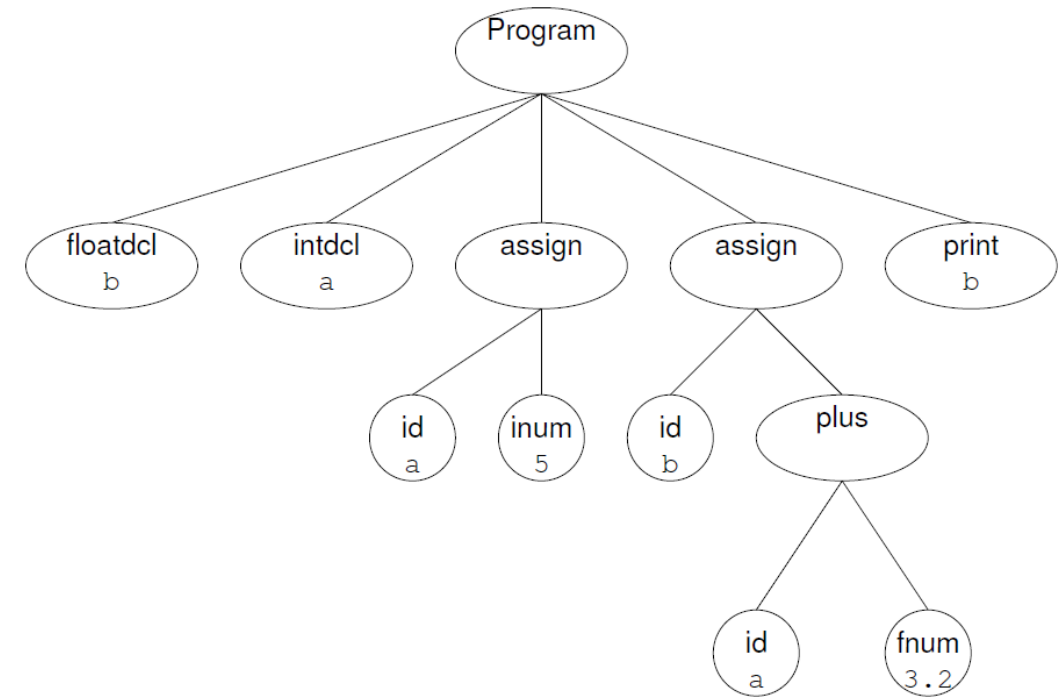 Program
floatdcl
b
intdcl
a
assign
assign
print
b
id
a
inum
5
id
b
plus
id
a
fnum
3.2